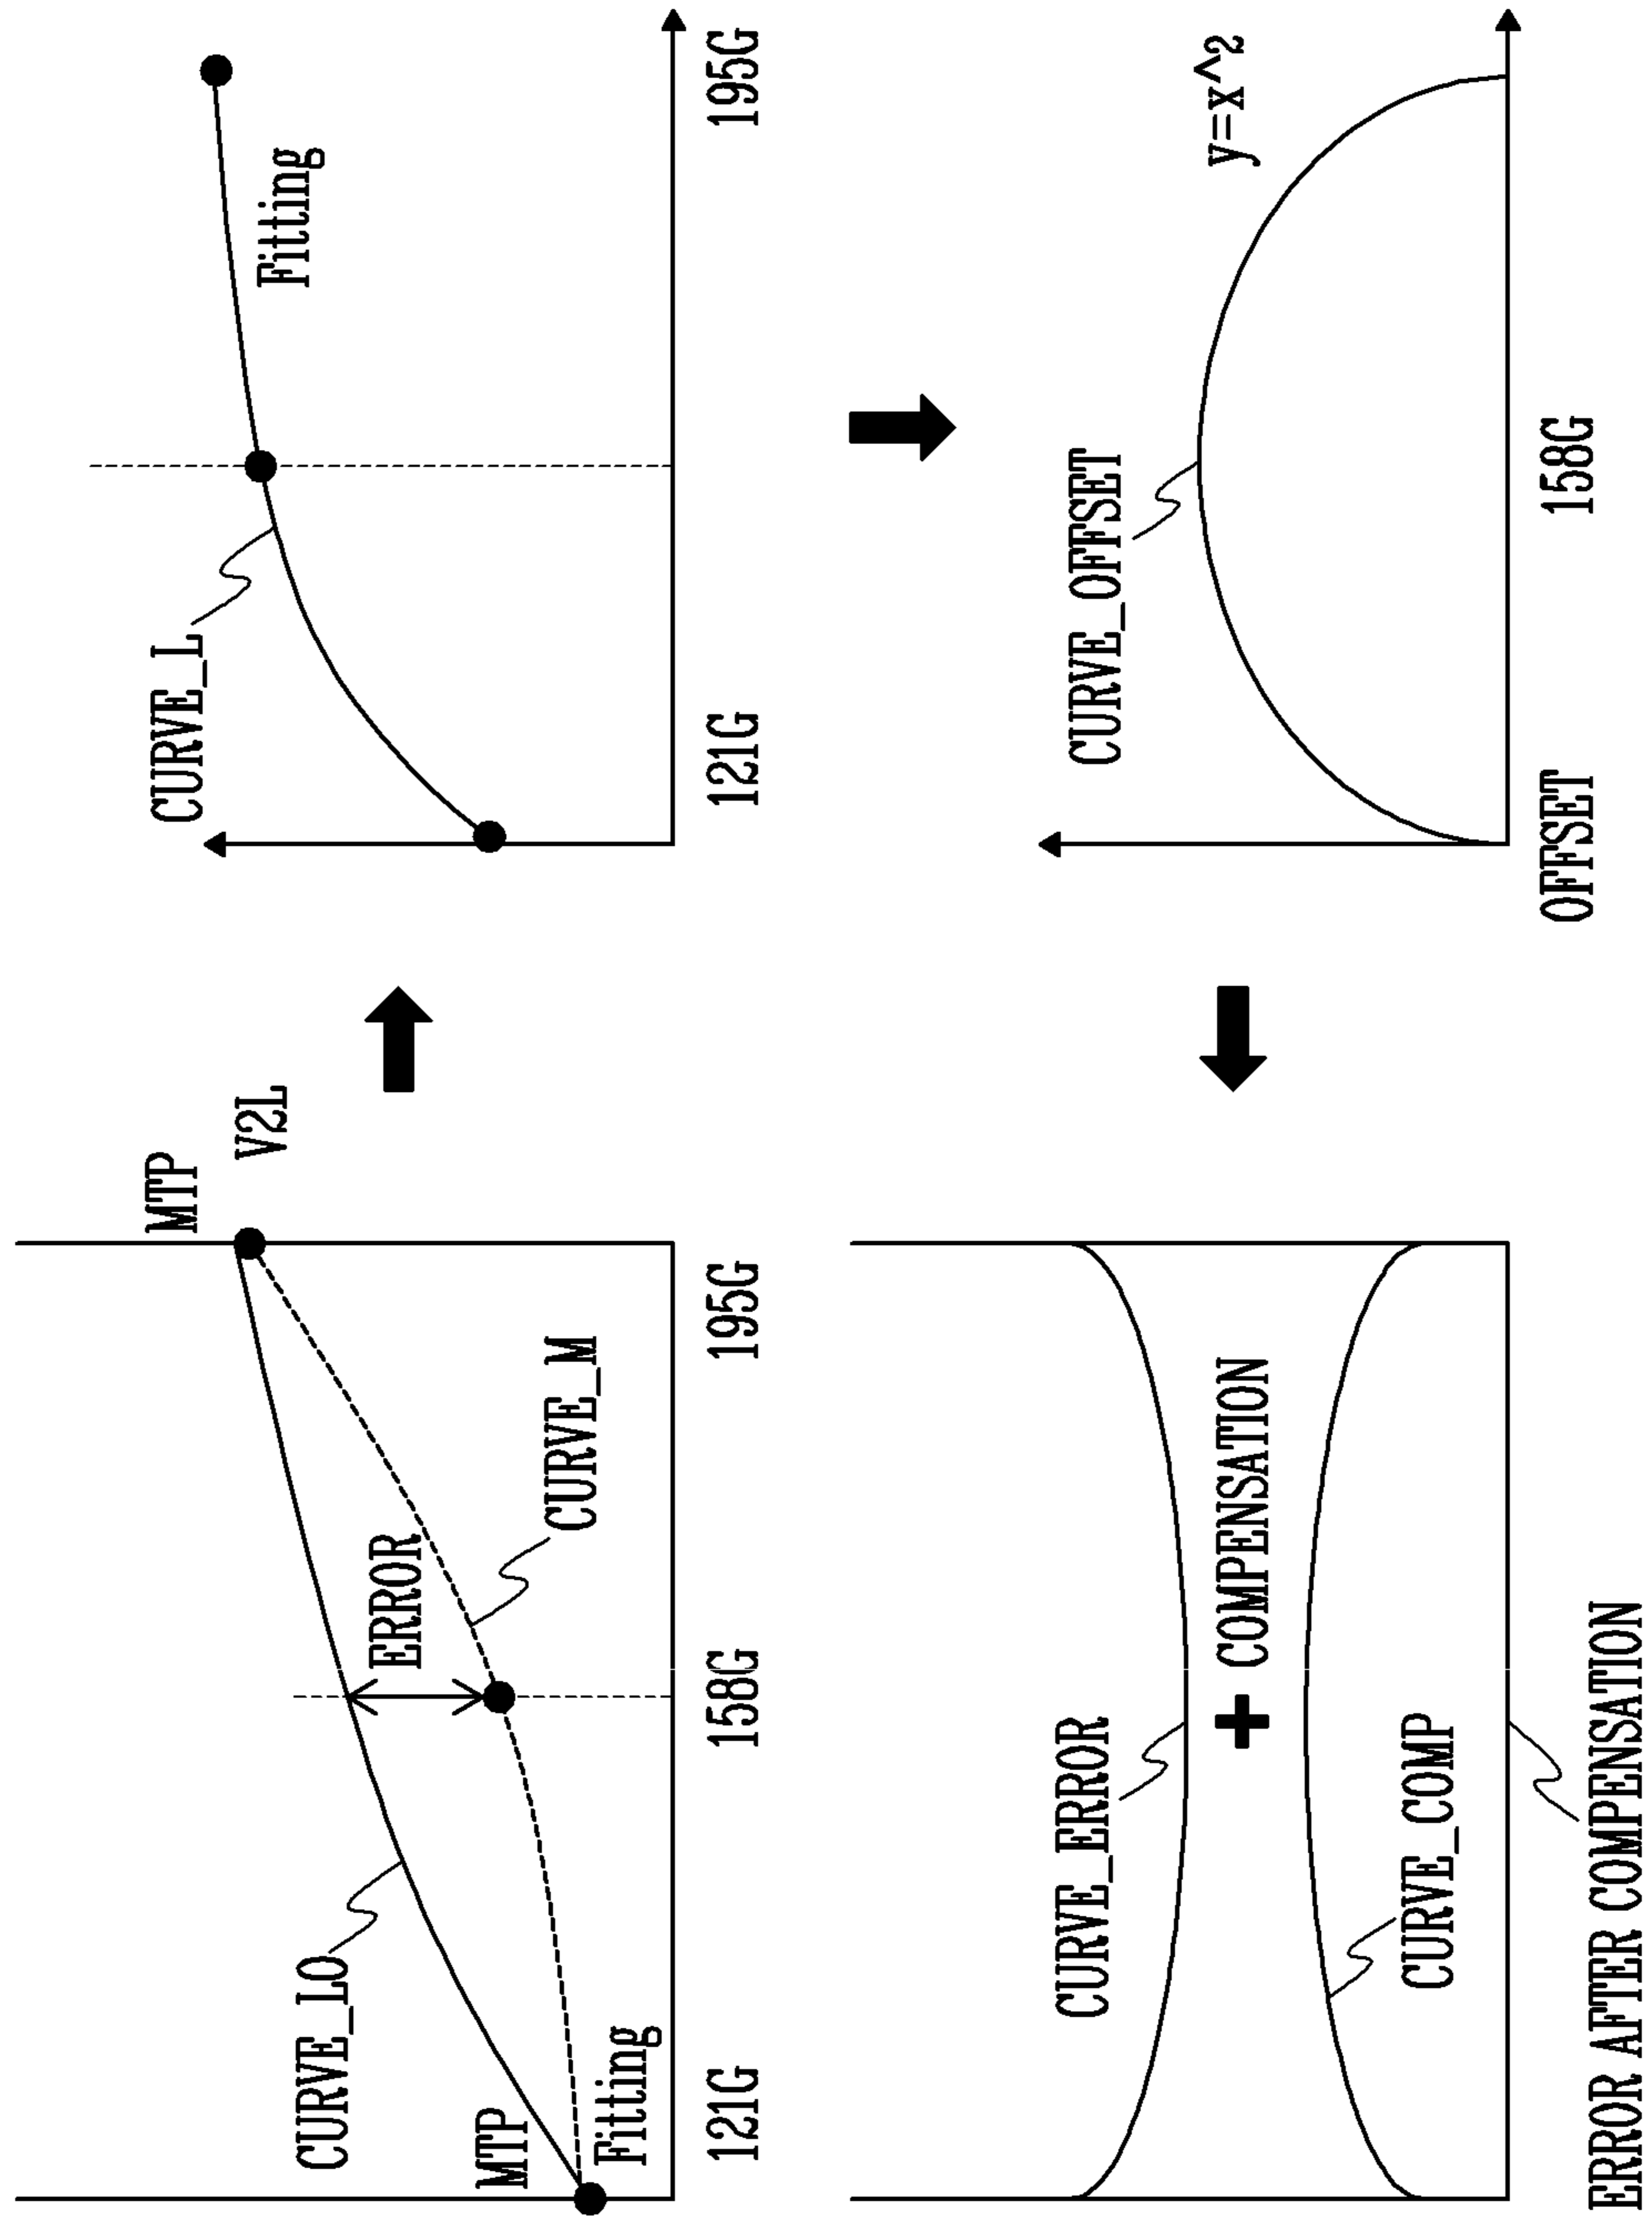 CURVE_LO
ERROR
MTP
V2L
MTP
Fitting
CURVE_M
121G
158G
195G
CURVE_L
Fitting
121G
195G
CURVE_ERROR
COMPENSATION
CURVE_COMP
ERROR AFTER COMPENSATION
CURVE_OFFSET
y=x^2
OFFSET
158G